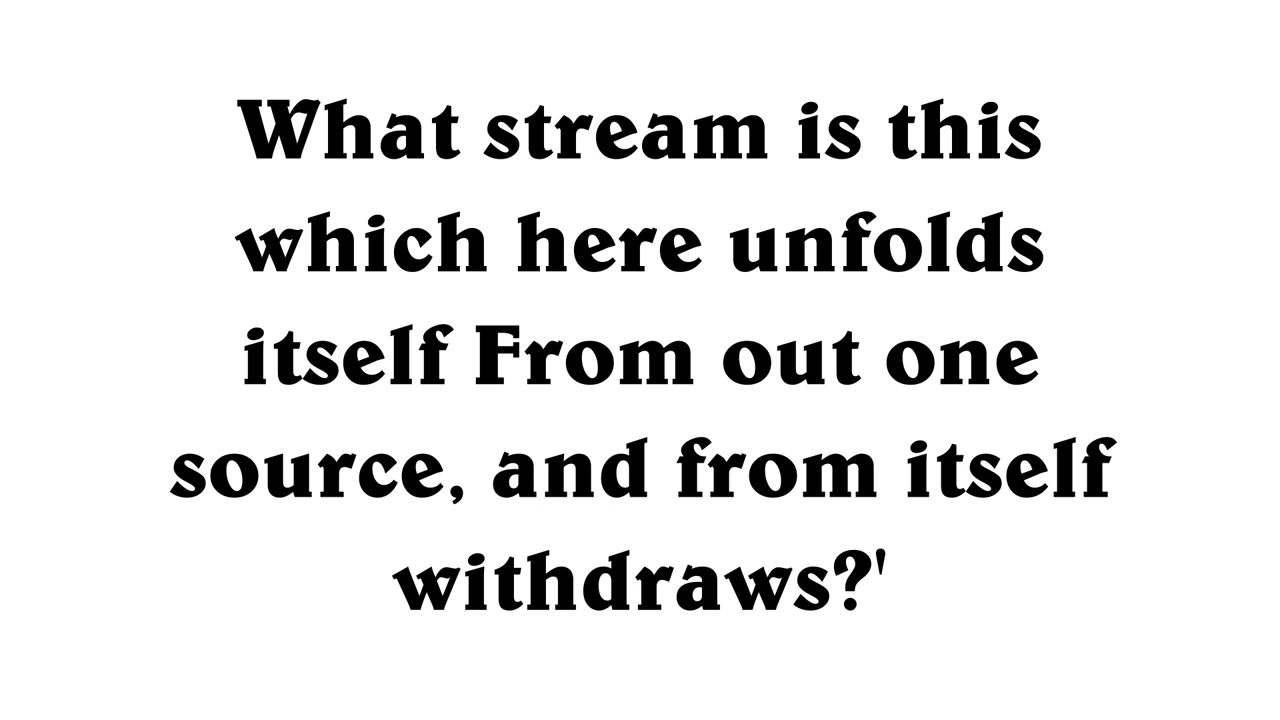 What stream is this
which here unfolds
itself From out one
source, and from itself
withdraws?'